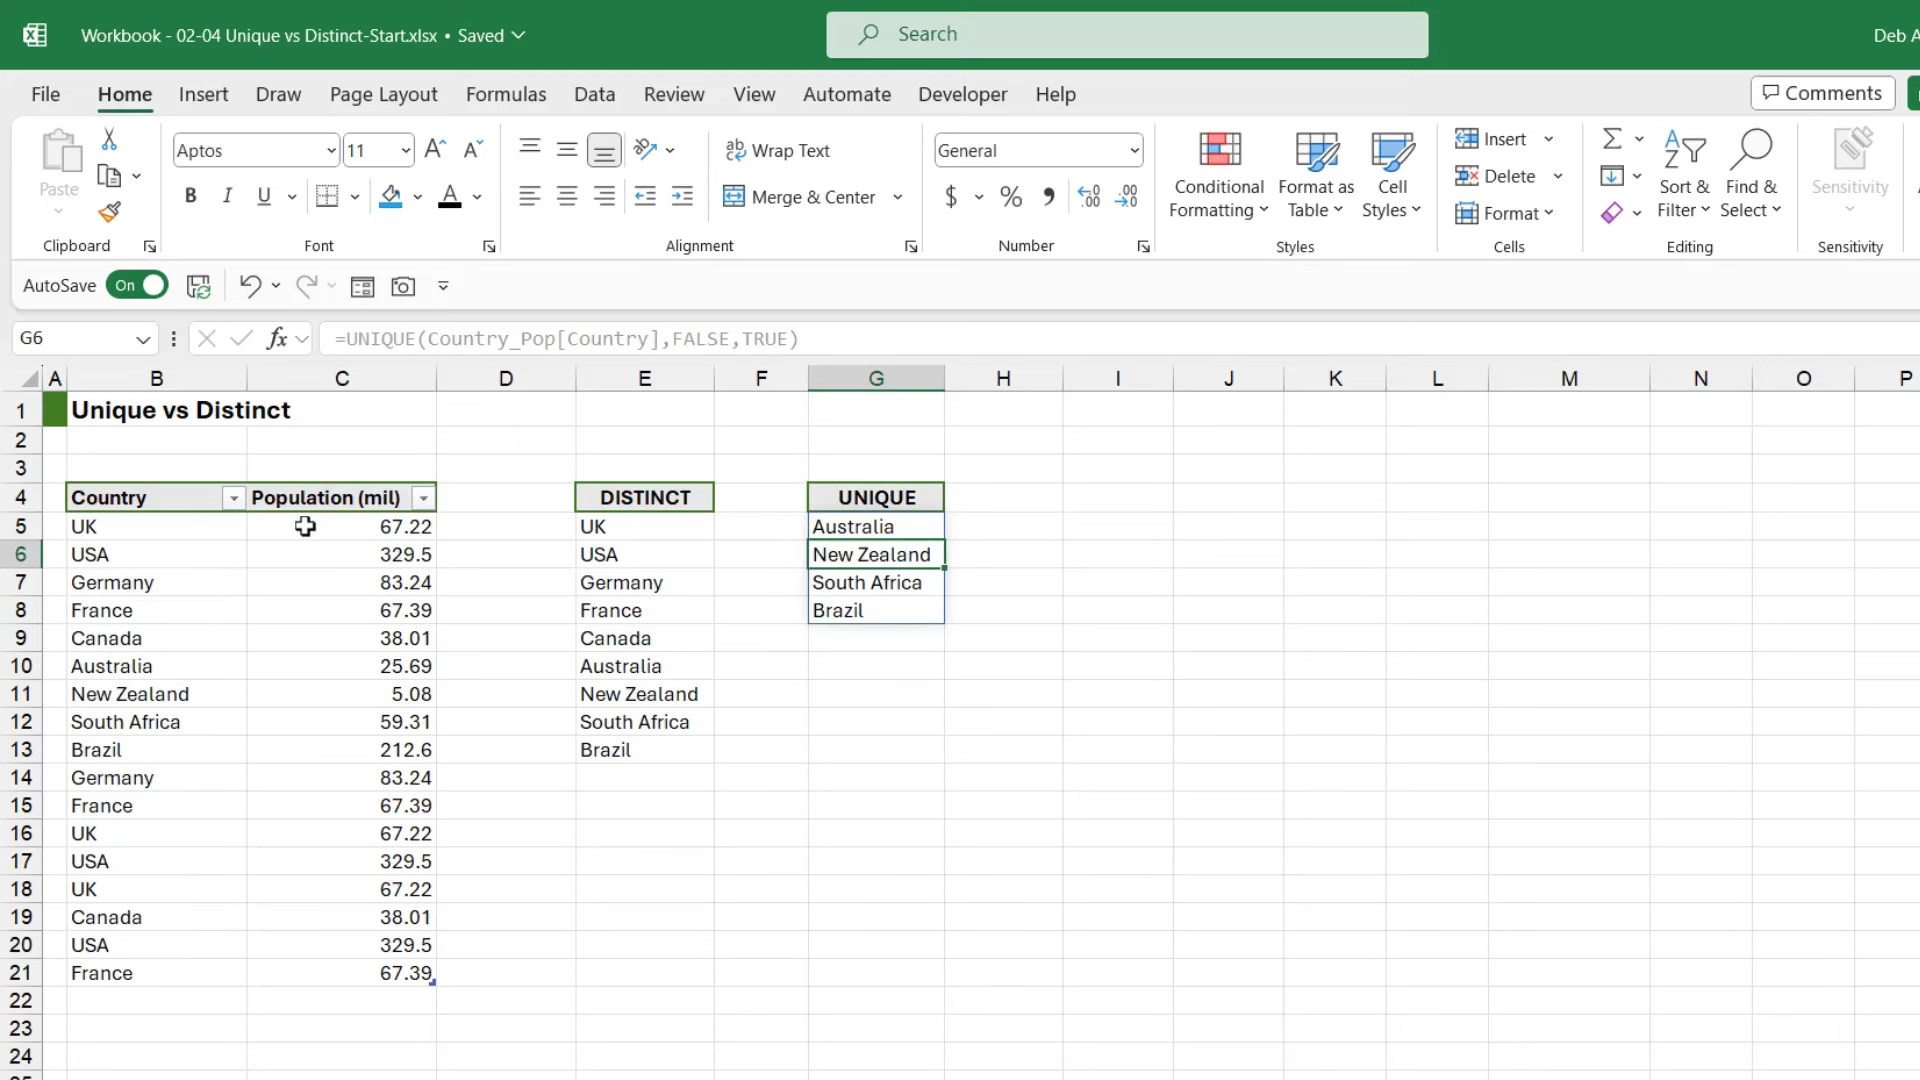 Workbook - 02-04 Unique vs Distinct-Start.xlsx • Saved
Search
Deb A
File Home Insert Draw Page Layout Formulas Data Review View Automate Developer Help
Comments
Paste
Clipboard
Aptos 11
B I U
Font
ab Wrap Text
Merge & Center
Alignment
General
$ % 9
Number
Conditional Formatting
Format as Table
Cell Styles
Styles
Insert
Delete
Format
Cells
Sort & Filter
Find & Select
Editing
Sensitivity
Sensitivity
AutoSave On
G6 fx =UNIQUE(Country_Pop[Country],FALSE,TRUE)
A B C D E F G H I J K L M N O P
1 Unique vs Distinct
2
3
4 Country Population (mil) DISTINCT UNIQUE
5 UK 67.22 UK Australia
6 USA 329.5 USA New Zealand
7 Germany 83.24 Germany South Africa
8 France 67.39 France Brazil
9 Canada 38.01 Canada
10 Australia 25.69 Australia
11 New Zealand 5.08 New Zealand
12 South Africa 59.31 South Africa
13 Brazil 212.6 Brazil
14 Germany 83.24
15 France 67.39
16 UK 67.22
17 USA 329.5
18 UK 67.22
19 Canada 38.01
20 USA 329.5
21 France 67.39
22
23
24